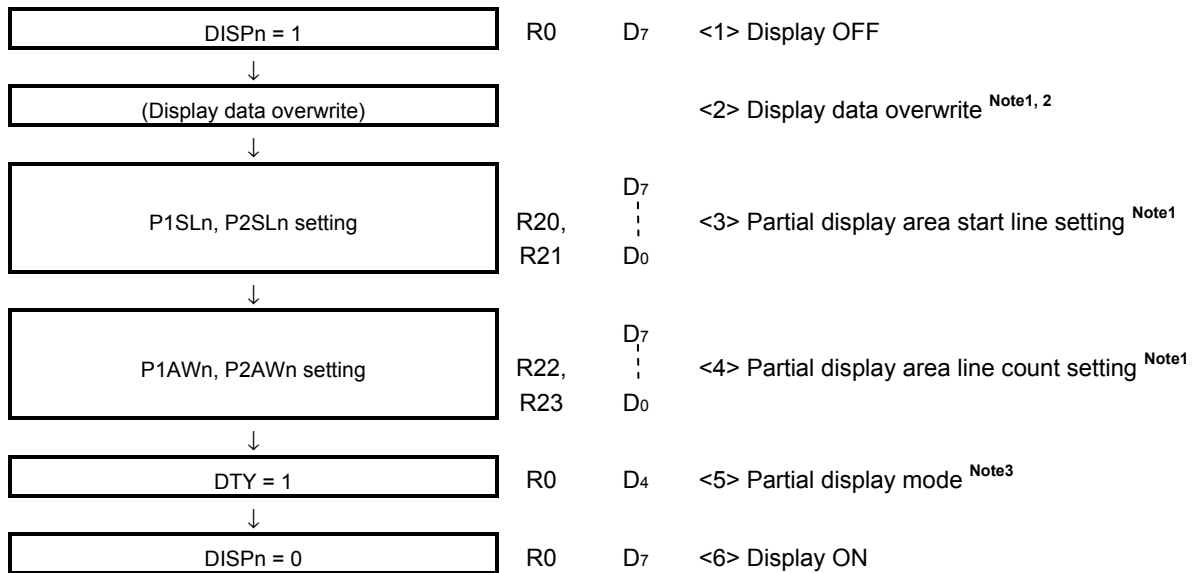 DISPn = 1 R0 D7 <1> Display OFF
↓
(Display data overwrite) <2> Display data overwrite Note1, 2
↓
D7
P1SLn, P2SLn setting R20, <3> Partial display area start line setting Note1
R21 D0
↓
D7
P1AWn, P2AWn setting R22, <4> Partial display area line count setting Note1
R23 D0
↓
DTY = 1 R0 D4 <5> Partial display mode Note3
↓
DISPn = 0 R0 D7 <6> Display ON